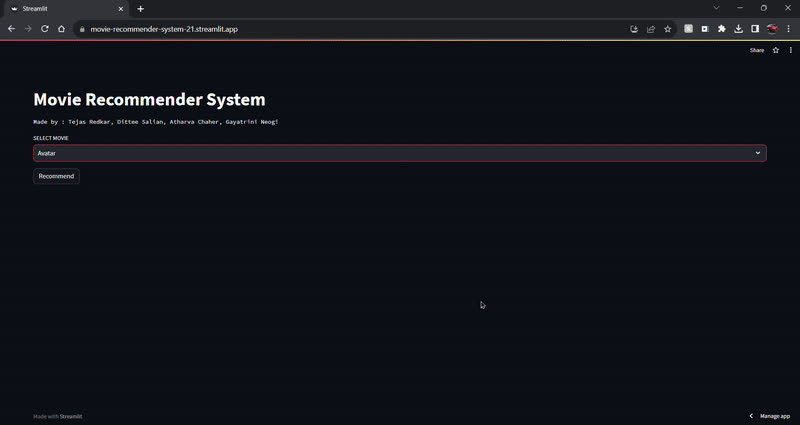 Streamlit
movie-recommender-system-21.streamlit.app
Share
Movie Recommender System
Made by : Tejas Redkar, Dittee Salian, Atharva Chaher, Gayatrini Neogi
SELECT MOVIE
Avatar
Recommend
Made with Streamlit
Manage app